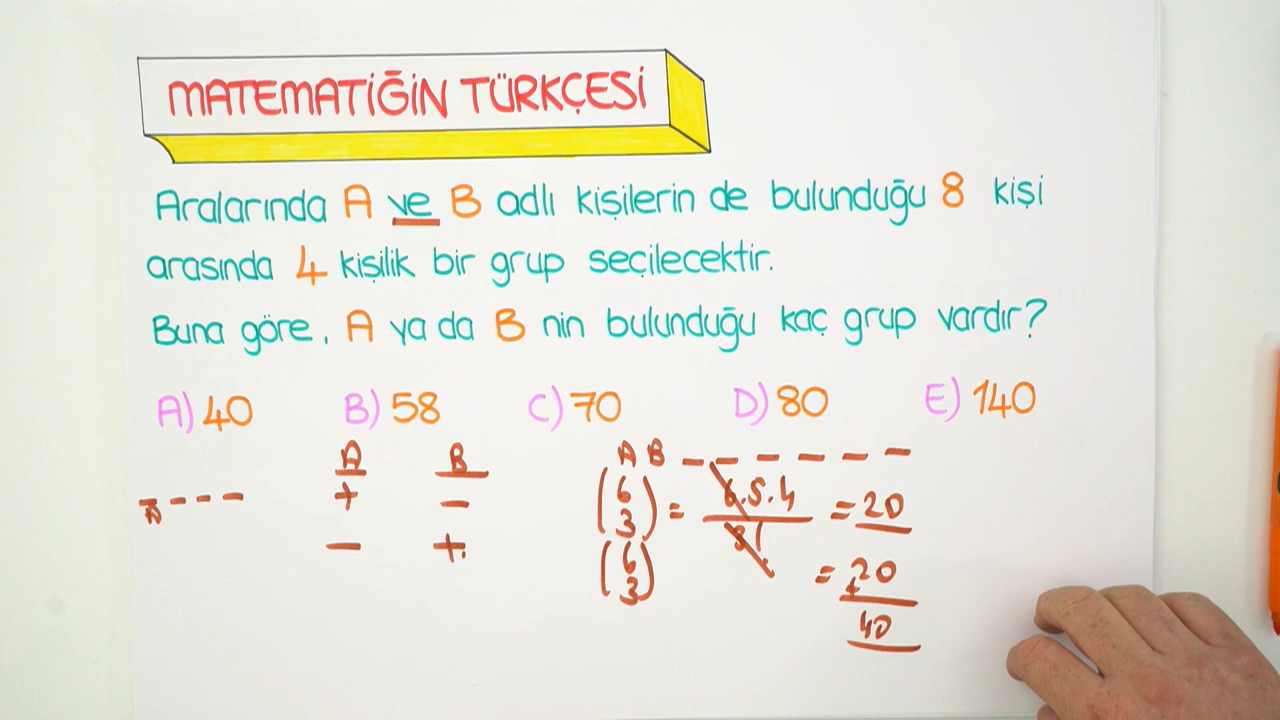 MATEMATİĞİN TÜRKÇESİ
Aralarında A ve B adlı kişilerin de bulunduğu 8 kişi
arasında 4 kişilik bir grup seçilecektir.
Buna göre, A ya da B nin bulunduğu kaç grup vardır?
A) 40 B) 58 C) 70 D) 80 E) 140
A B
+ −
− +
A
A B _ _ _ _ _ _
(6 3) = 6.5.4 / 3! = 20
(6 3) = 20
+
40